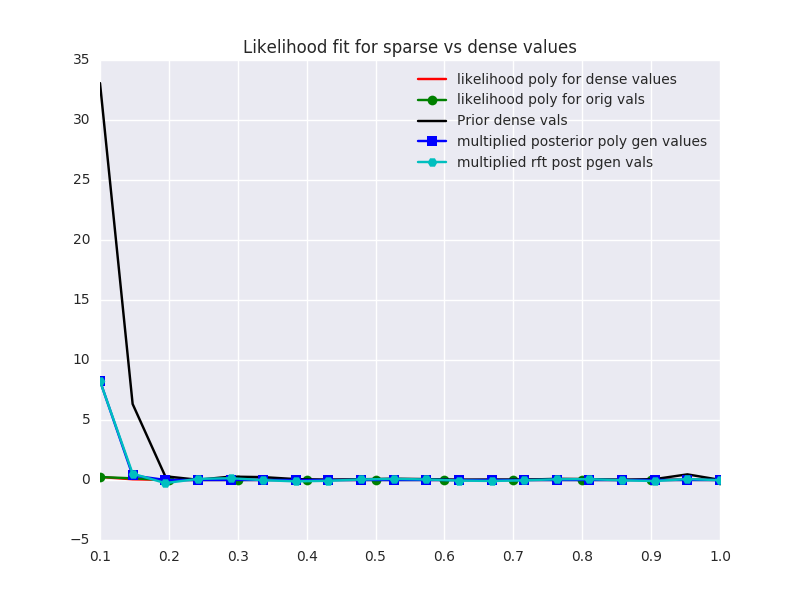 Likelihood fit for sparse vs dense values
35
30
25
20
15
10
5
0
−5
likelihood poly for dense values
likelihood poly for orig vals
Prior dense vals
multiplied posterior poly gen values
multiplied rft post pgen vals
0.1 0.2 0.3 0.4 0.5 0.6 0.7 0.8 0.9 1.0